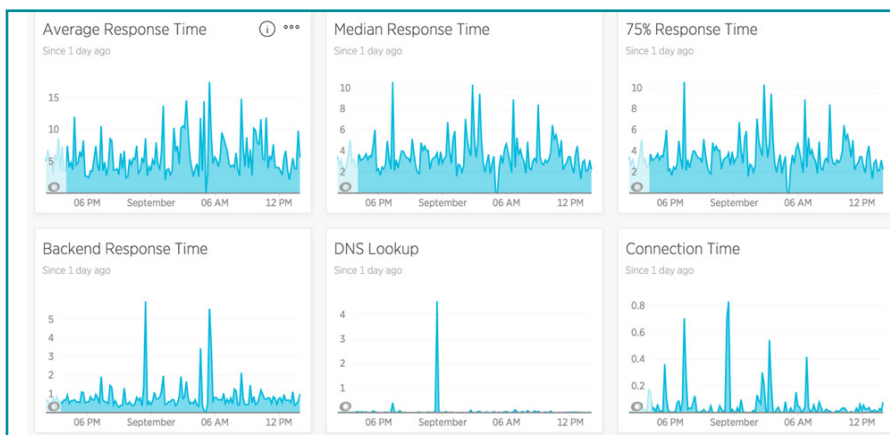 Average Response Time
Since 1 day ago
15
10
5
06 PM September 06 AM 12 PM
Median Response Time
Since 1 day ago
10
8
6
4
2
06 PM September 06 AM 12 PM
75% Response Time
Since 1 day ago
10
8
6
4
2
06 PM September 06 AM 12 PM
Backend Response Time
Since 1 day ago
5
4
3
2
1
06 PM September 06 AM 12 PM
DNS Lookup
Since 1 day ago
4
3
2
1
06 PM September 06 AM 12 PM
Connection Time
Since 1 day ago
0.8
0.6
0.4
0.2
06 PM September 06 AM 12 PM